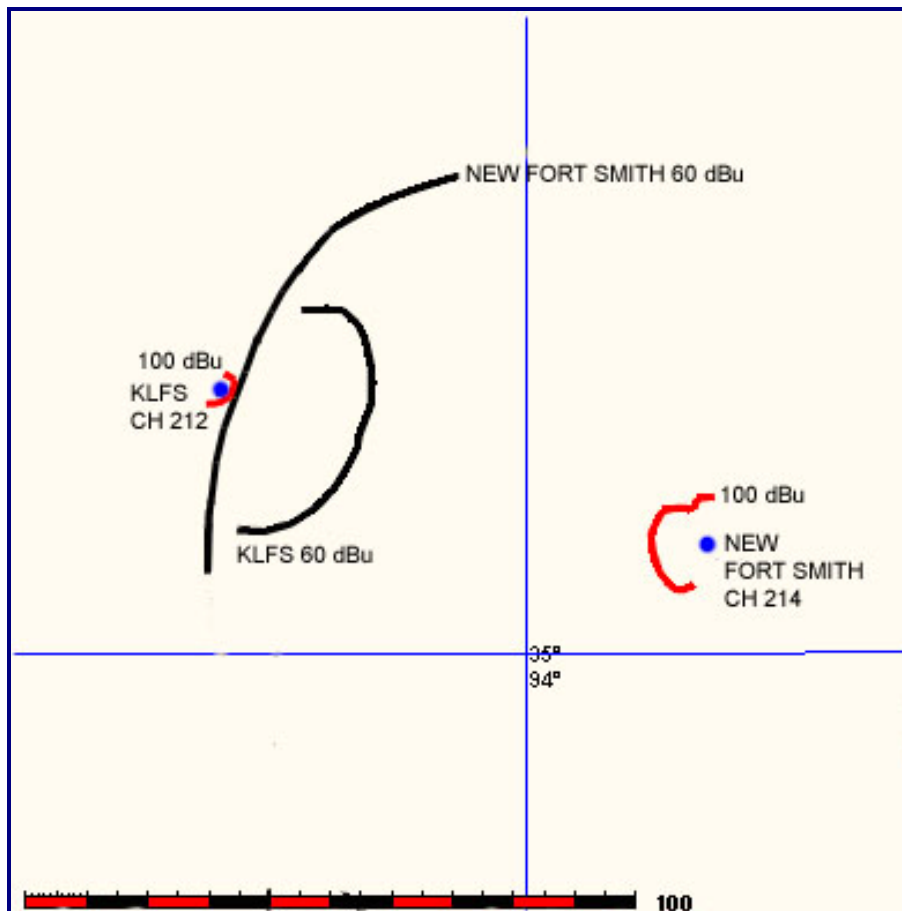 NEW FORT SMITH 60 dBu
100 dBu
KLFS
CH 212
KLFS 60 dBu
100 dBu
NEW
FORT SMITH
CH 214
35°
94°
100